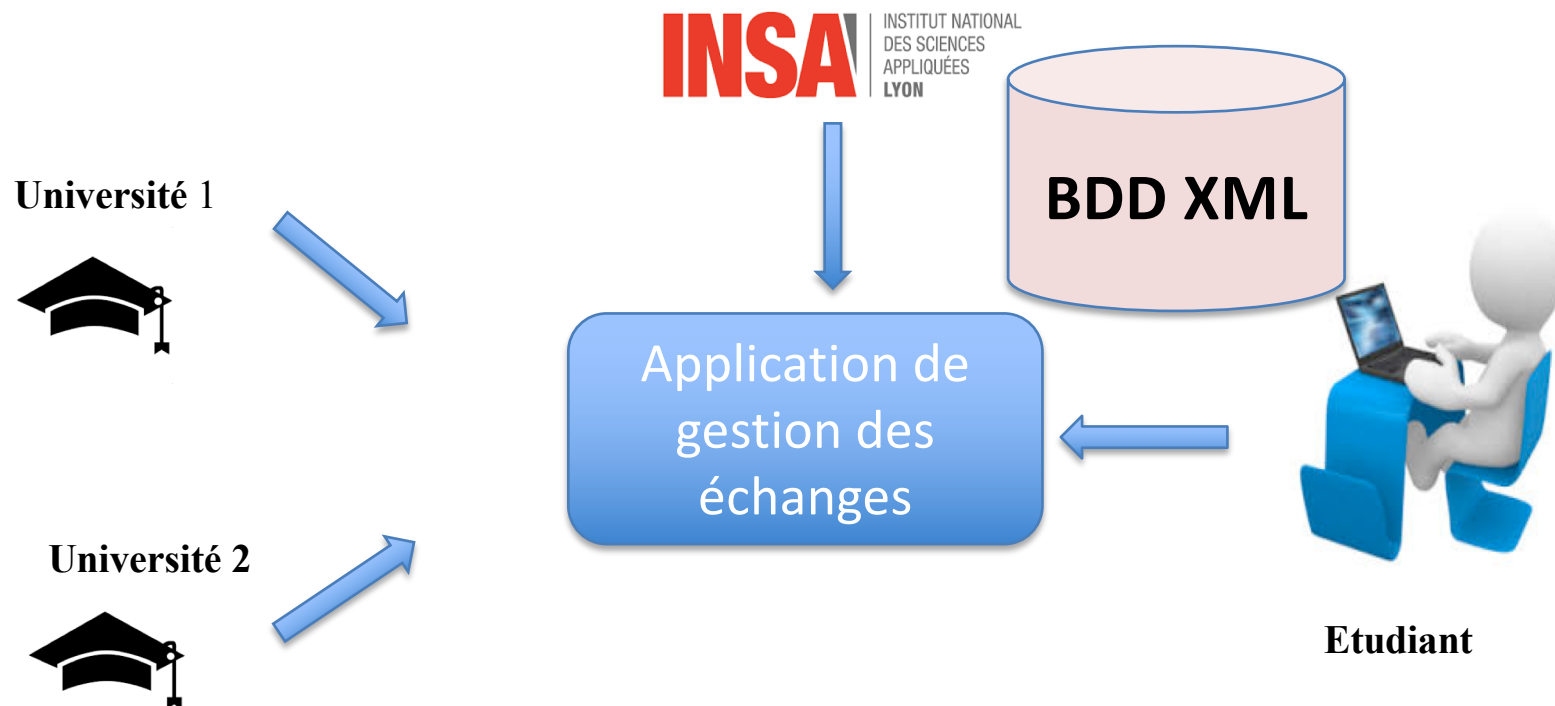 INSA
INSTITUT NATIONAL
DES SCIENCES
APPLIQUÉES
LYON
BDD XML
Université 1
Application de
gestion des
échanges
Université 2
Etudiant